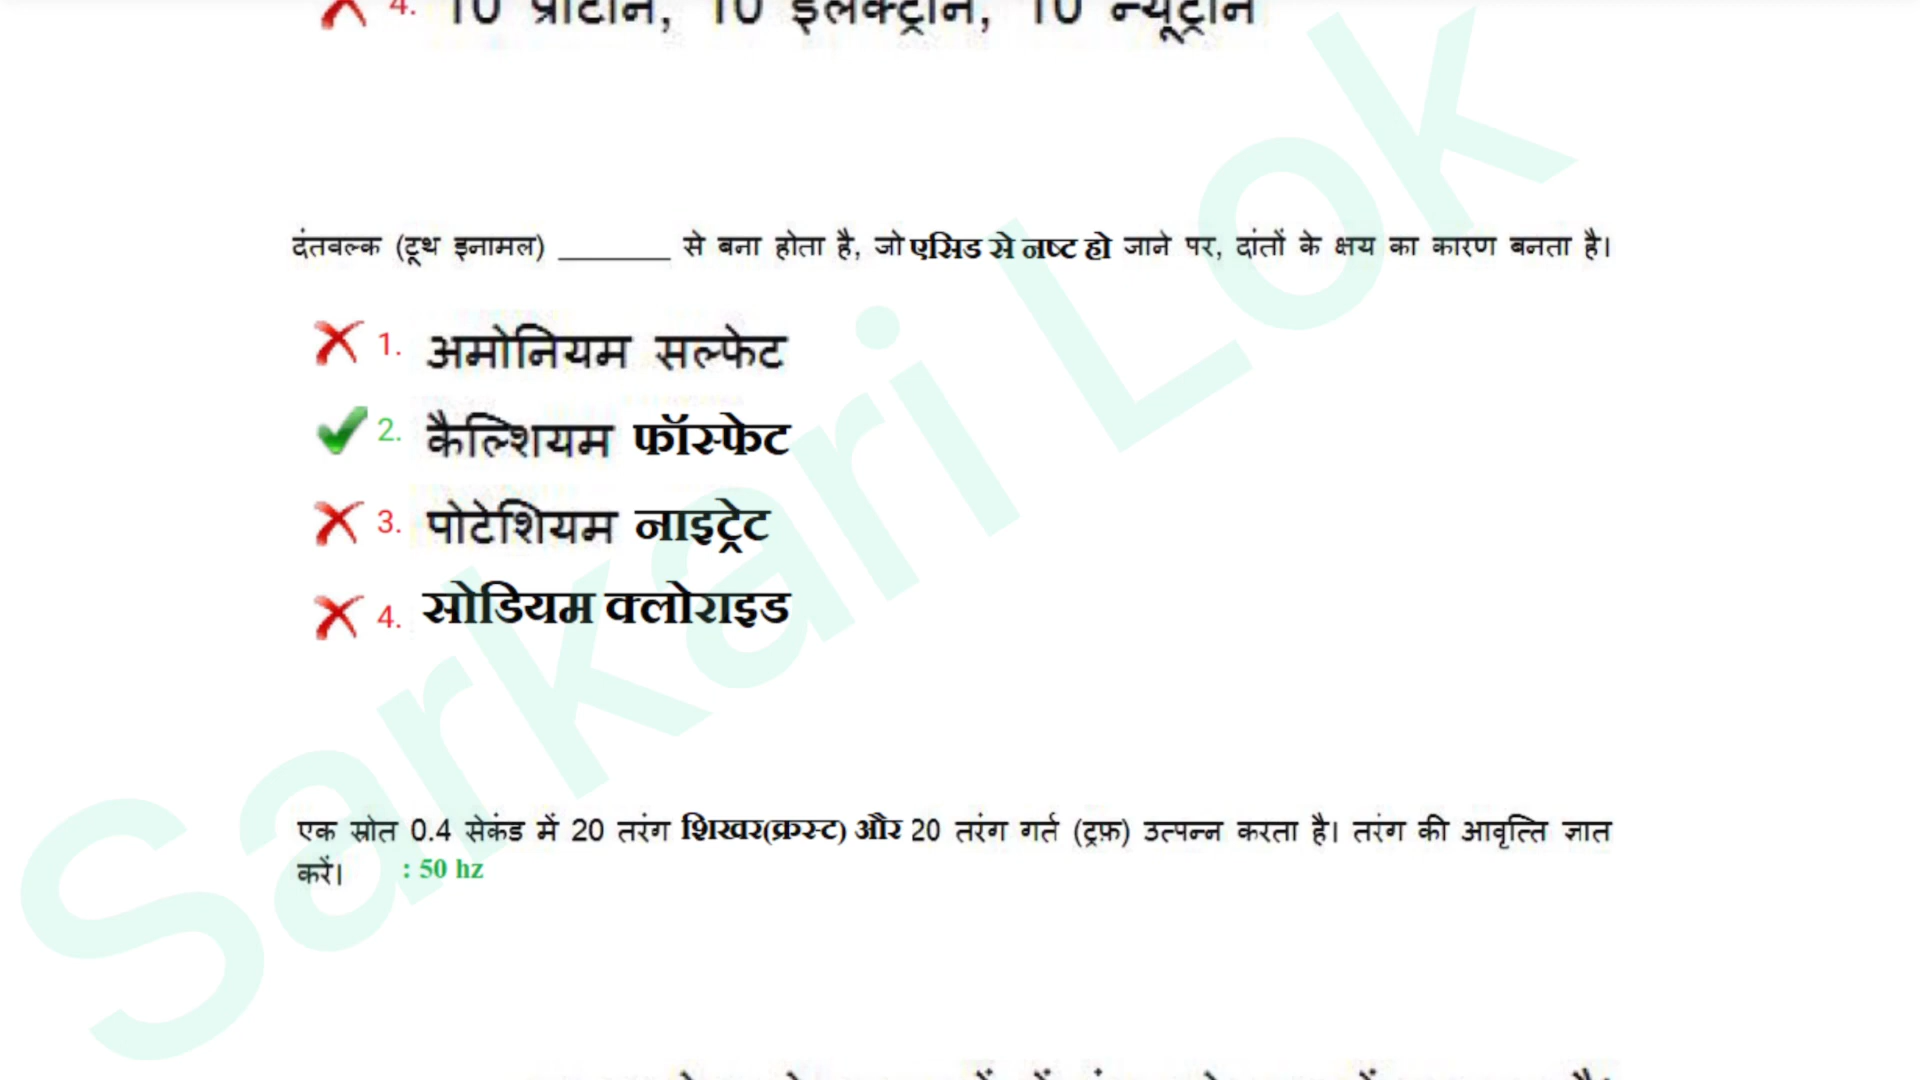 4. 10 प्रोटॉन, 10 इलेक्ट्रॉन, 10 न्यूट्रॉन
दंतवल्क (टूथ इनामल) _______ से बना होता है, जो एसिड से नष्ट हो जाने पर, दांतों के क्षय का कारण बनता है।
1. अमोनियम सल्फेट
2. कैल्शियम फॉस्फेट
3. पोटेशियम नाइट्रेट
4. सोडियम क्लोराइड
एक स्रोत 0.4 सेकंड में 20 तरंग शिखर(क्रस्ट) और 20 तरंग गर्त (ट्रफ़) उत्पन्न करता है। तरंग की आवृत्ति ज्ञात
करें। : 50 hz
Sarkari Lok